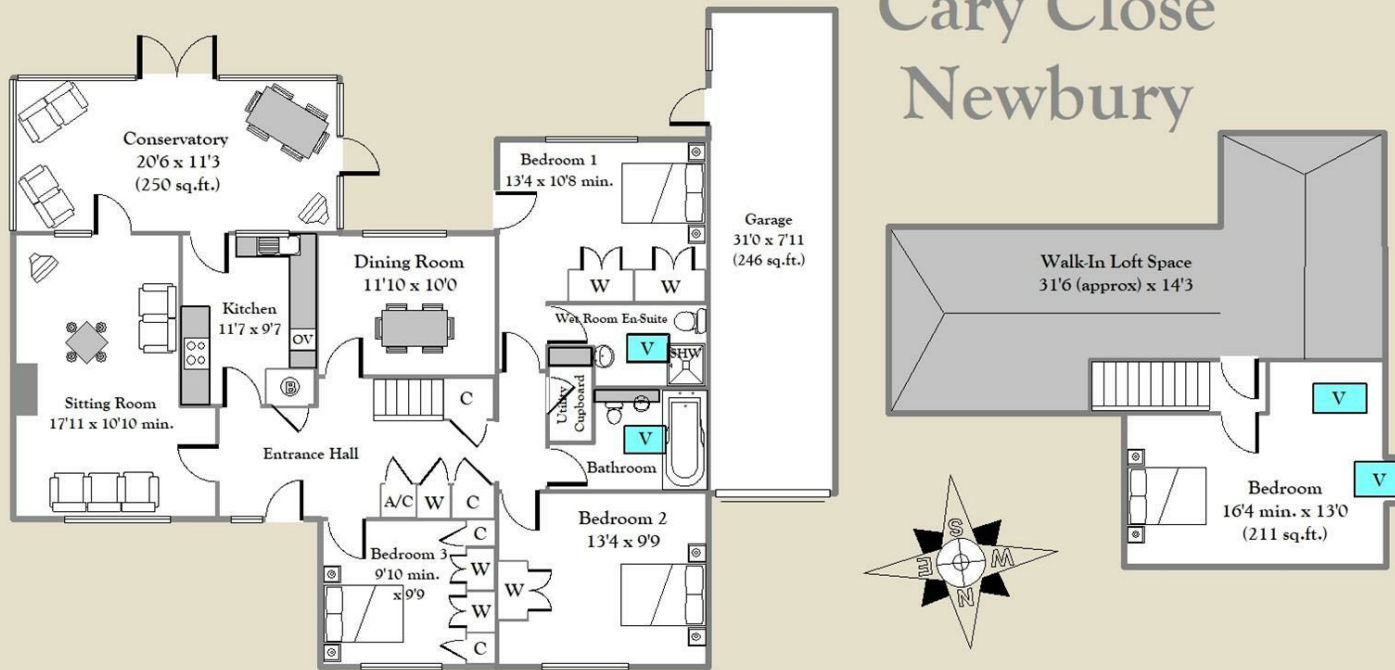 Cary Close
Newbury
Conservatory
20'6 x 11'3
(250 sq.ft.)
Bedroom 1
13'4 x 10'8 min.
W
W
Garage
31'0 x 7'11
(246 sq.ft.)
Dining Room
11'10 x 10'0
Kitchen
11'7 x 9'7
OV
B
Sitting Room
17'11 x 10'10 min.
Wet Room En-Suite
V
SHW
Utility
Cupboard
C
V
Bathroom
Entrance Hall
A/C
W
C
Bedroom 2
13'4 x 9'9
W
Bedroom 3
9'10 min.
x 9'9
C
W
W
C
Walk-In Loft Space
31'6 (approx) x 14'3
V
V
Bedroom
16'4 min. x 13'0
(211 sq.ft.)
S
E
W
N